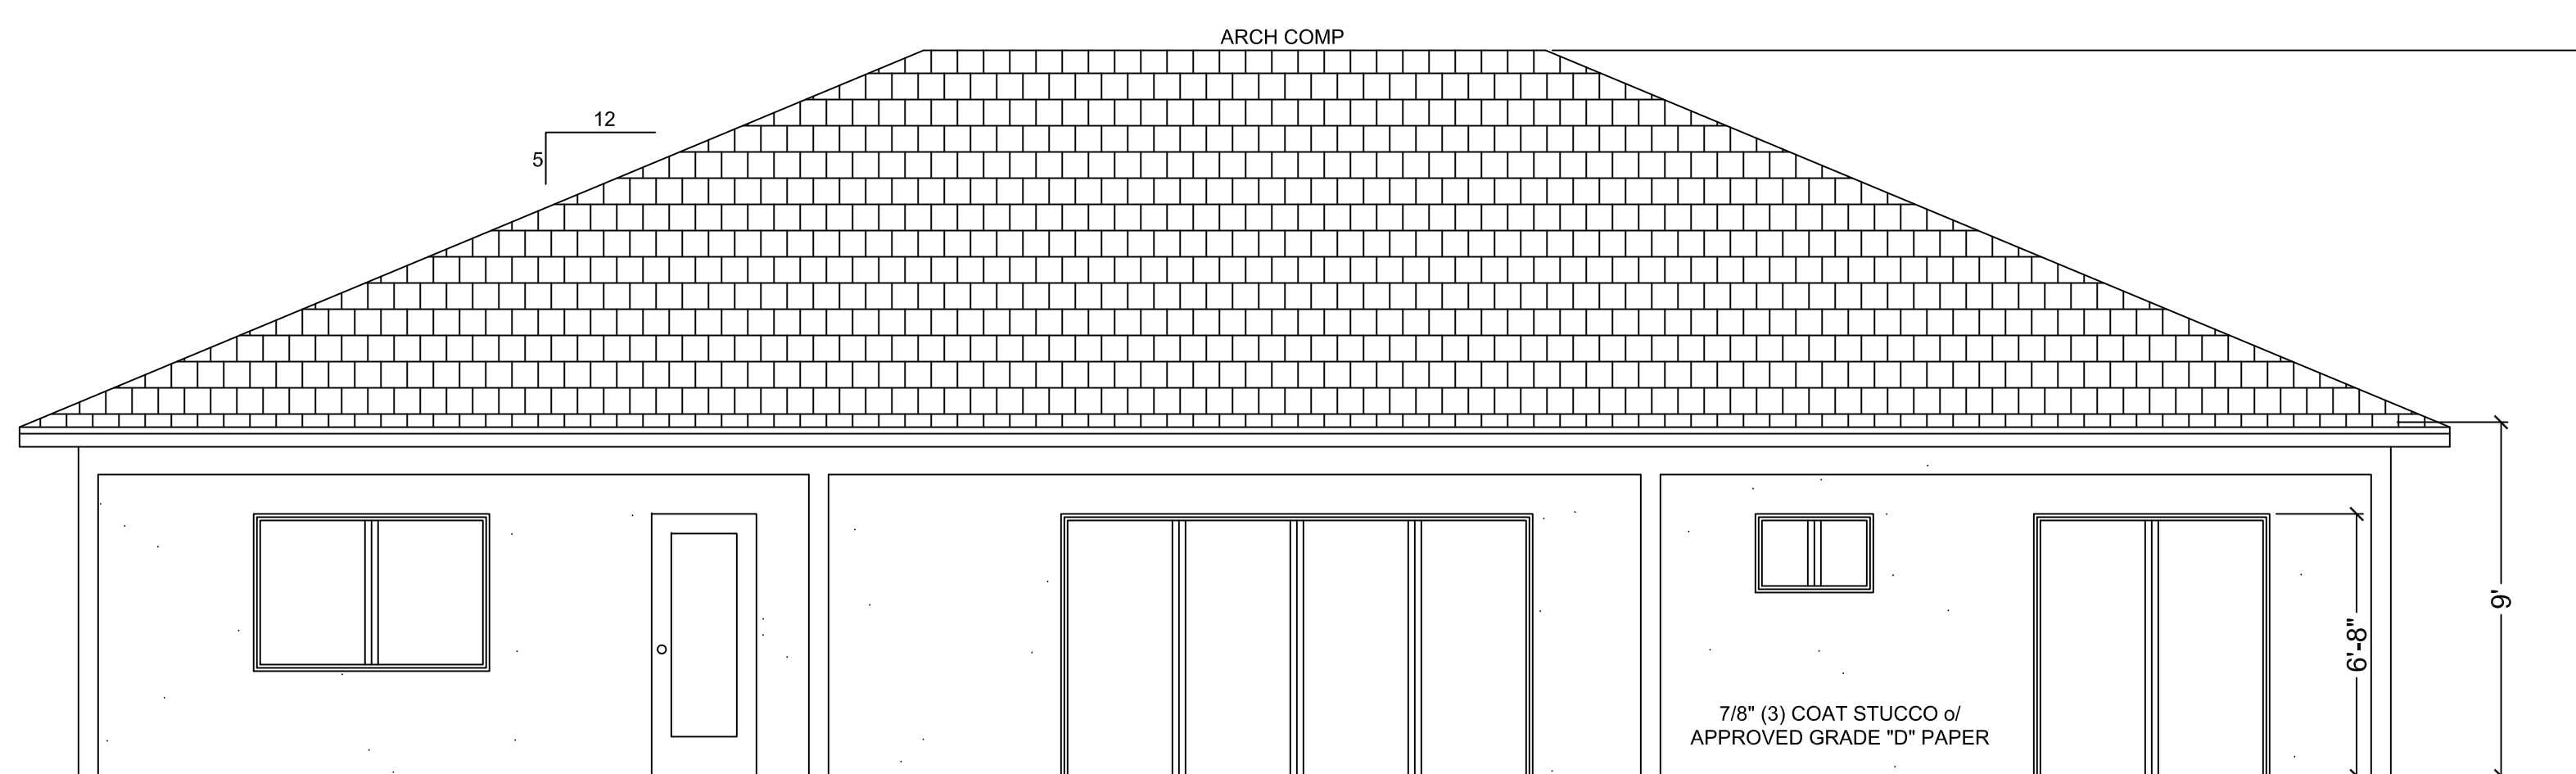 ARCH COMP
12
5
9'
6'-8"
7/8" (3) COAT STUCCO o/
APPROVED GRADE "D" PAPER